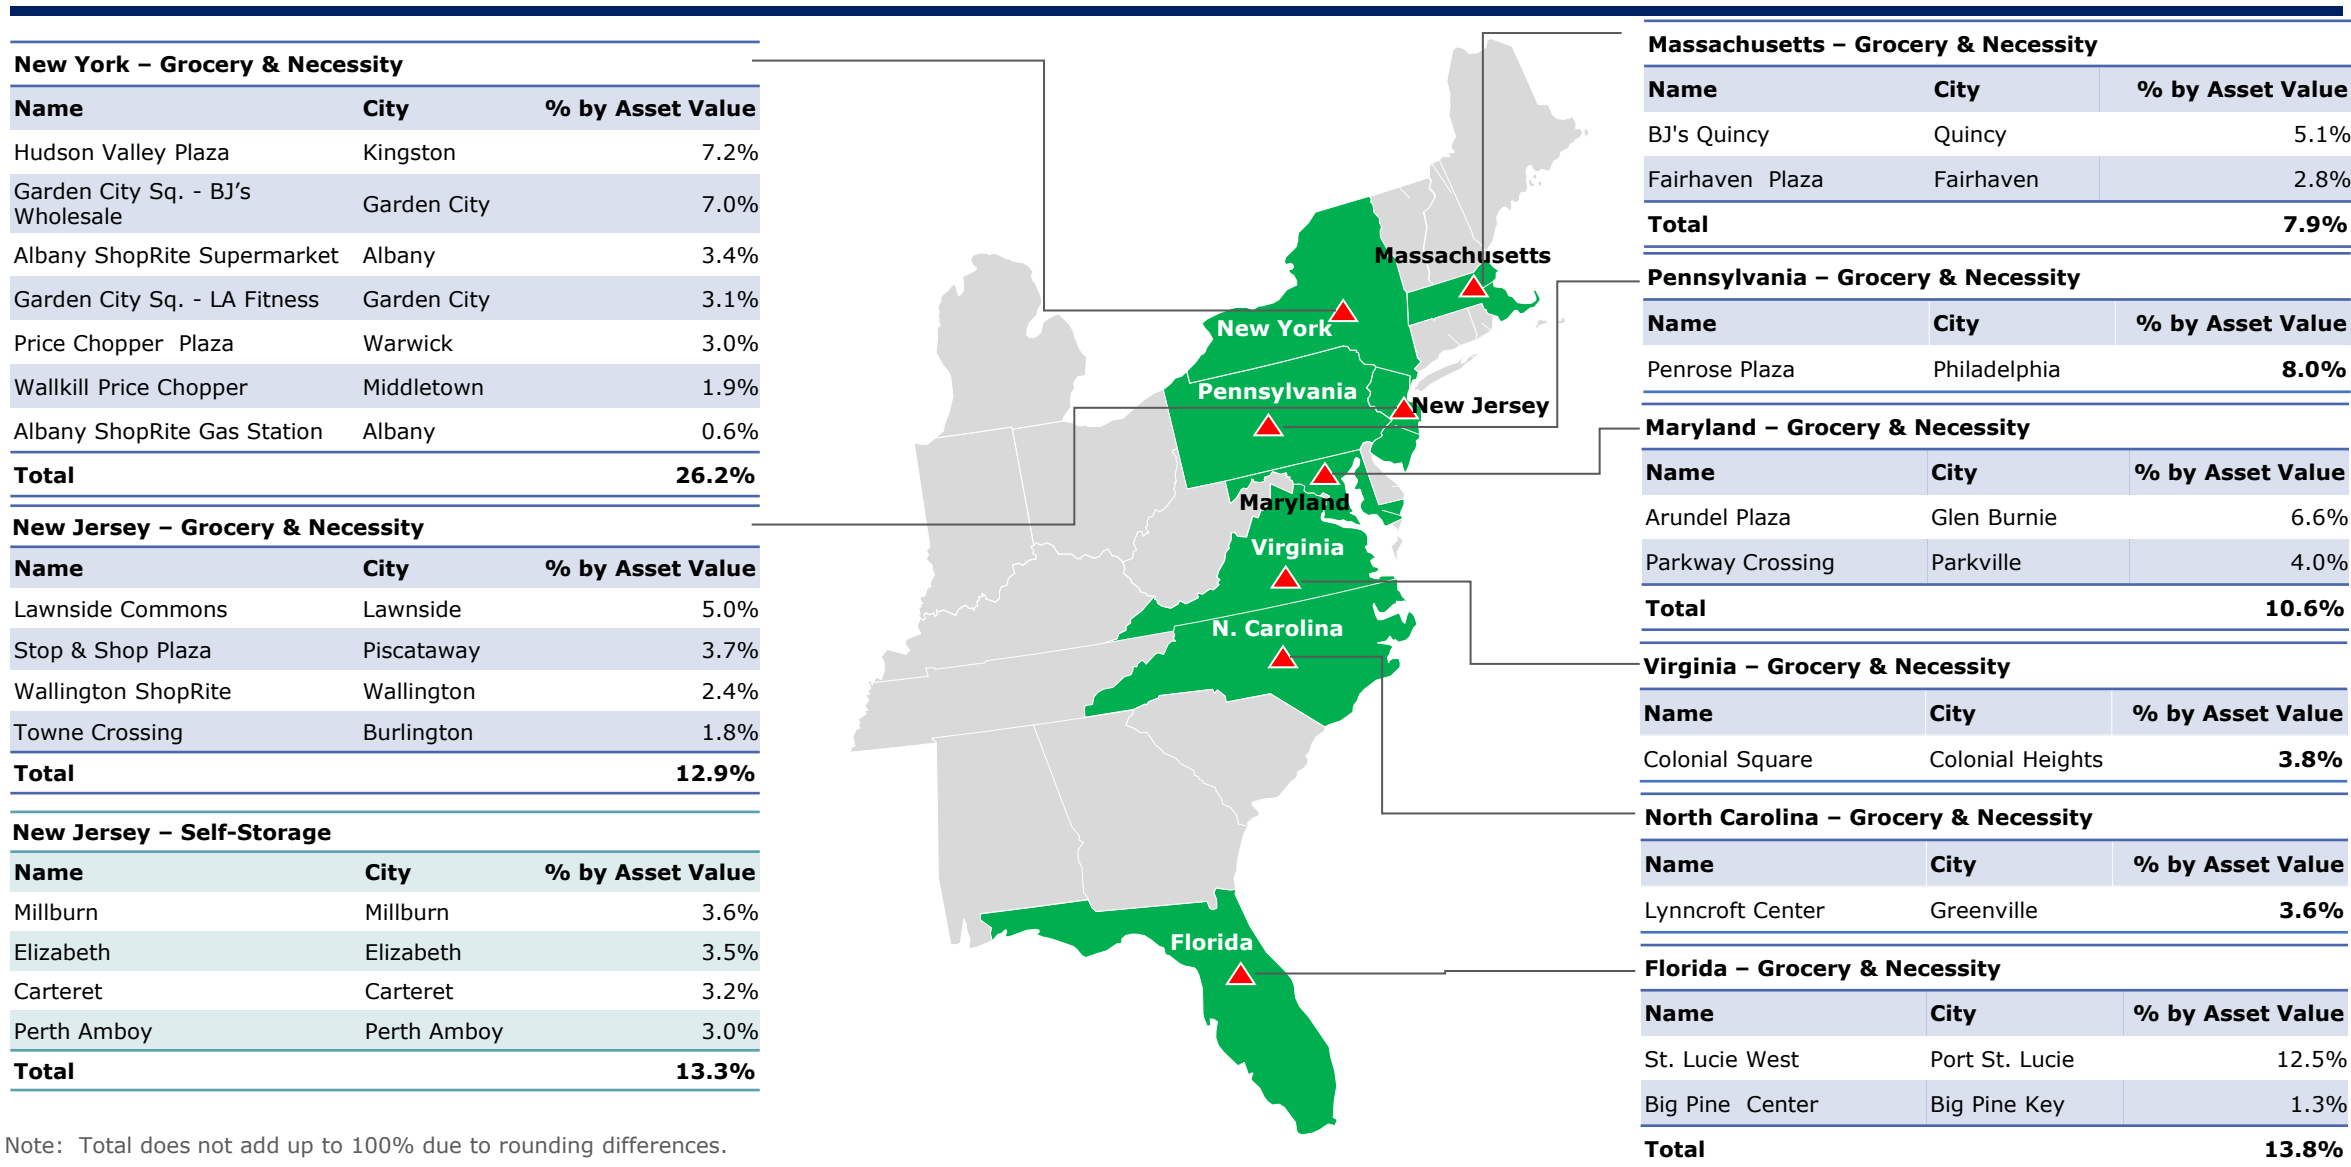 New York – Grocery & Necessity
Name City % by Asset Value
Hudson Valley Plaza Kingston 7.2%
Garden City Sq. - BJ’s
Wholesale Garden City 7.0%
Albany ShopRite Supermarket Albany 3.4%
Garden City Sq. - LA Fitness Garden City 3.1%
Price Chopper Plaza Warwick 3.0%
Wallkill Price Chopper Middletown 1.9%
Albany ShopRite Gas Station Albany 0.6%
Total 26.2%
New Jersey – Grocery & Necessity
Name City % by Asset Value
Lawnside Commons Lawnside 5.0%
Stop & Shop Plaza Piscataway 3.7%
Wallington ShopRite Wallington 2.4%
Towne Crossing Burlington 1.8%
Total 12.9%
New Jersey – Self-Storage
Name City % by Asset Value
Millburn Millburn 3.6%
Elizabeth Elizabeth 3.5%
Carteret Carteret 3.2%
Perth Amboy Perth Amboy 3.0%
Total 13.3%
Note: Total does not add up to 100% due to rounding differences.
Massachusetts
New York
Pennsylvania
New Jersey
Maryland
Virginia
N. Carolina
Florida
Massachusetts – Grocery & Necessity
Name City % by Asset Value
BJ's Quincy Quincy 5.1%
Fairhaven Plaza Fairhaven 2.8%
Total 7.9%
Pennsylvania – Grocery & Necessity
Name City % by Asset Value
Penrose Plaza Philadelphia 8.0%
Maryland – Grocery & Necessity
Name City % by Asset Value
Arundel Plaza Glen Burnie 6.6%
Parkway Crossing Parkville 4.0%
Total 10.6%
Virginia – Grocery & Necessity
Name City % by Asset Value
Colonial Square Colonial Heights 3.8%
North Carolina – Grocery & Necessity
Name City % by Asset Value
Lynncroft Center Greenville 3.6%
Florida – Grocery & Necessity
Name City % by Asset Value
St. Lucie West Port St. Lucie 12.5%
Big Pine Center Big Pine Key 1.3%
Total 13.8%